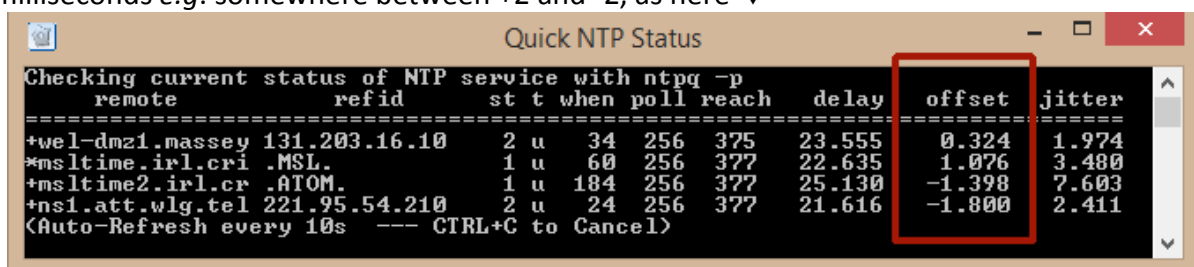 milliseconds e.g. somewhere between +2 and -2, as here
Quick NTP Status
Checking current status of NTP service with ntpq -p
remote refid st t when poll reach delay offset jitter
==============================================================================
+wel-dmz1.massey 131.203.16.10 2 u 34 256 375 23.555 0.324 1.974
*msltime.irl.cri .MSL. 1 u 60 256 377 22.635 1.076 3.480
+msltime2.irl.cr .ATOM. 1 u 184 256 377 25.130 -1.398 7.603
+ns1.att.wlg.tel 221.95.54.210 2 u 24 256 377 21.616 -1.800 2.411
(Auto-Refresh every 10s --- CTRL+C to Cancel)